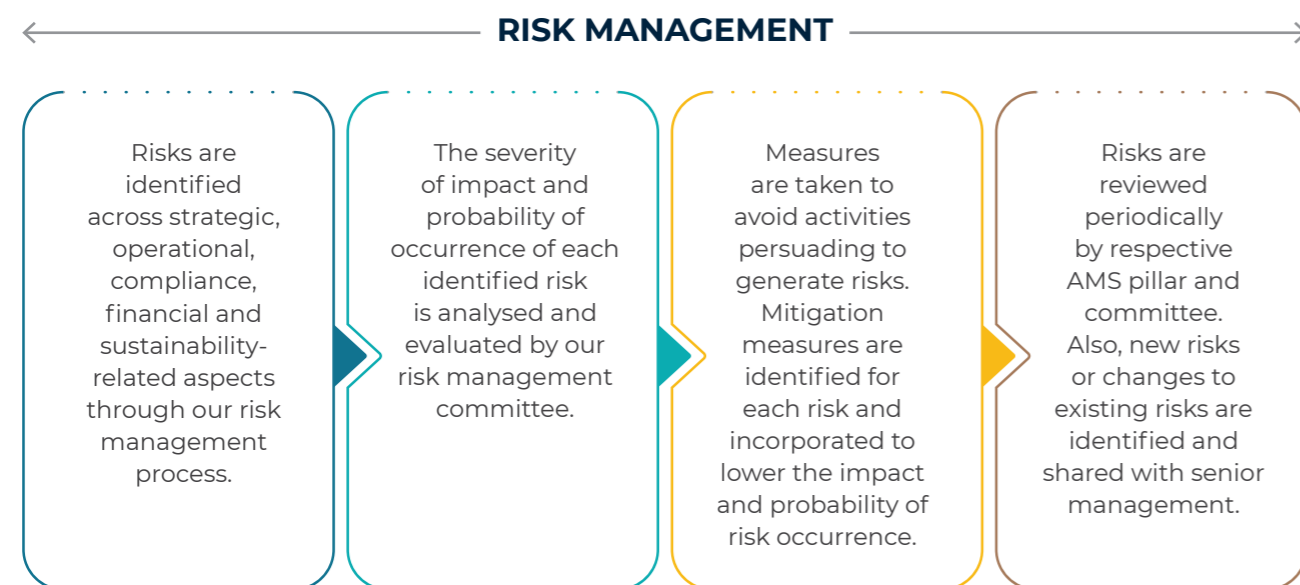 RISK MANAGEMENT
Risks are
identified
across strategic,
operational,
compliance,
financial and
sustainability-
related aspects
through our risk
management
process.
The severity
of impact and
probability of
occurrence of each
identified risk
is analysed and
evaluated by our
risk management
committee.
Measures
are taken to
avoid activities
persuading to
generate risks.
Mitigation
measures are
identified for
each risk and
incorporated to
lower the impact
and probability of
risk occurrence.
Risks are
reviewed
periodically
by respective
AMS pillar and
committee.
Also, new risks
or changes to
existing risks are
identified and
shared with senior
management.